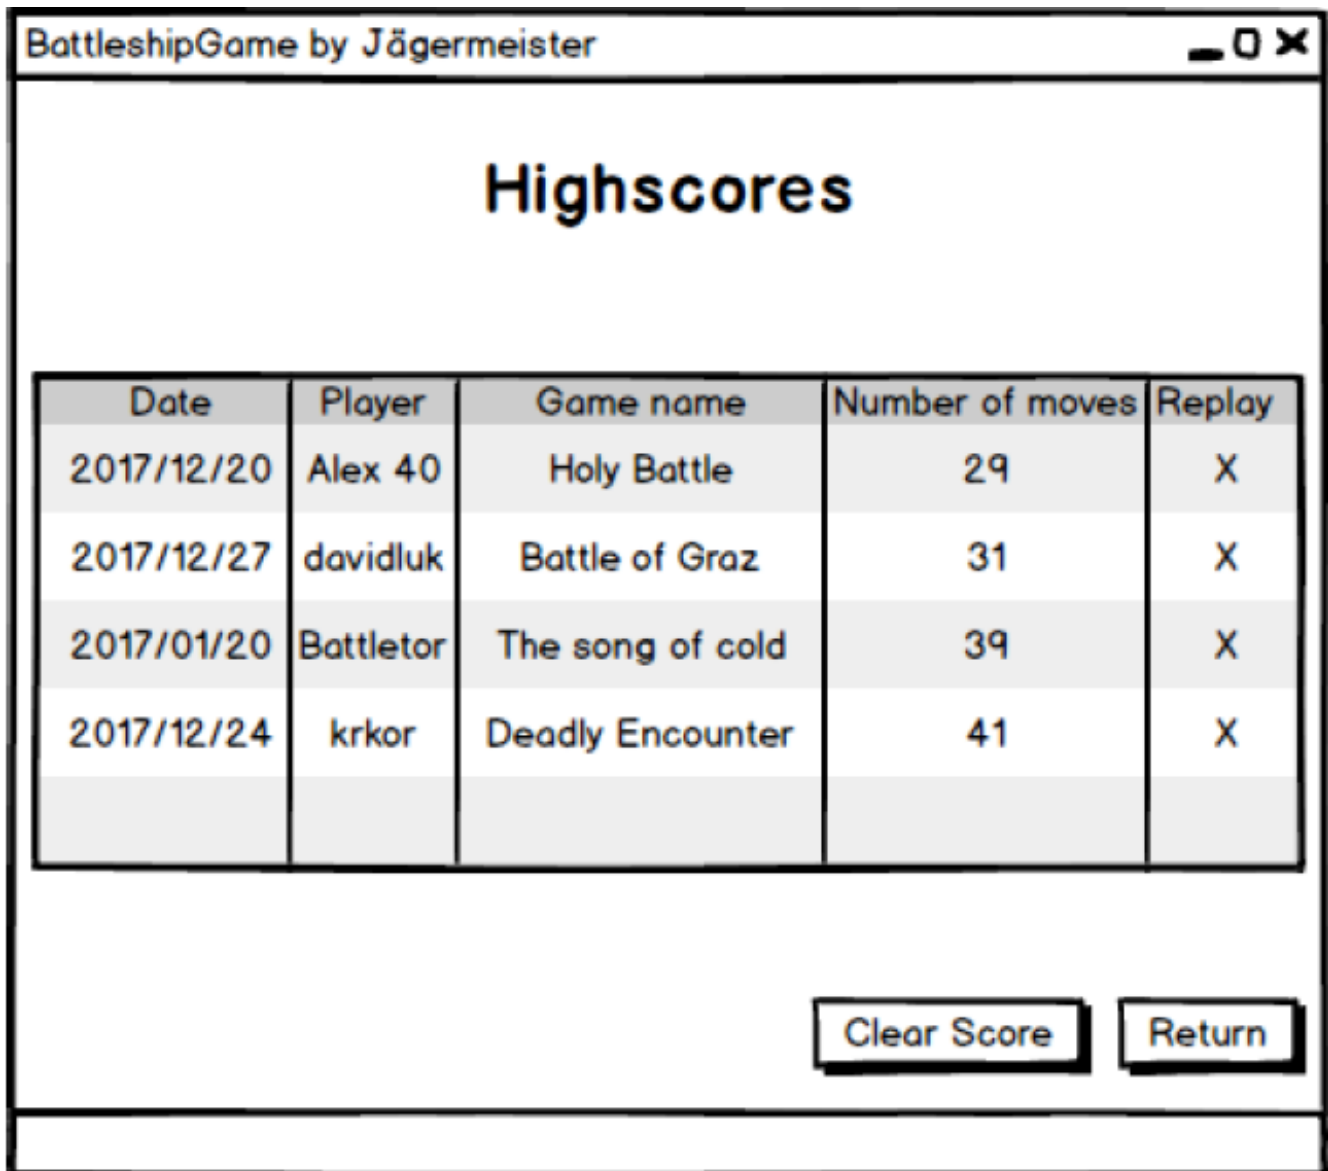 BattleshipGame by Jägermeister
Highscores
Date Player Game name Number of moves Replay
2017/12/20 Alex 40 Holy Battle 29 X
2017/12/27 davidluk Battle of Graz 31 X
2017/01/20 Battletor The song of cold 39 X
2017/12/24 krkor Deadly Encounter 41 X
Clear Score Return